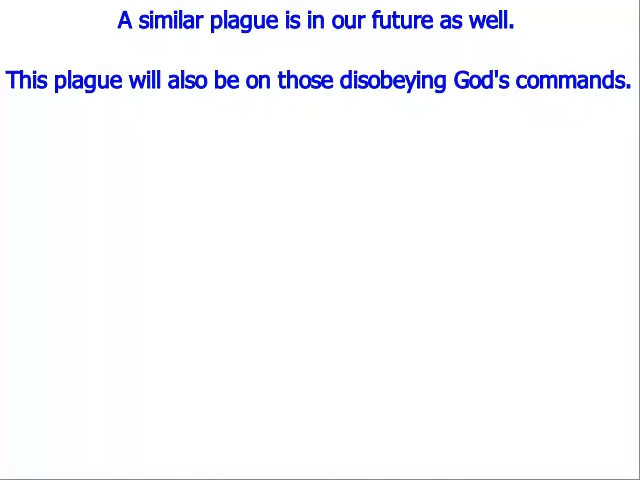 A similar plague is in our future as well.
This plague will also be on those disobeying God's commands.